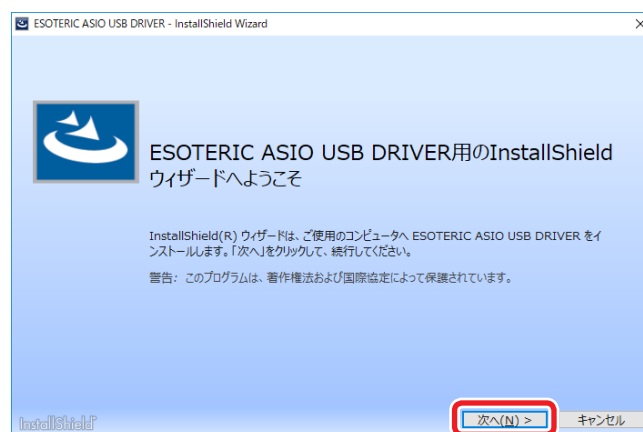 ESOTERIC ASIO USB DRIVER - InstallShield Wizard
ESOTERIC ASIO USB DRIVER用のInstallShield
ウィザードへようこそ
InstallShield(R) ウィザードは、ご使用のコンピュータへ ESOTERIC ASIO USB DRIVER をイ
ンストールします。「次へ」をクリックして、続行してください。
警告: このプログラムは、著作権法および国際協定によって保護されています。
InstallShield
次へ(N) > キャンセル